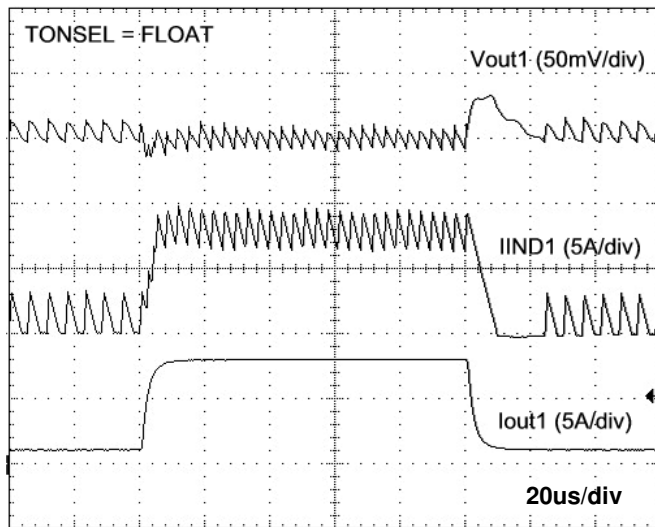 TONSEL = FLOAT
Vout1 (50mV/div)
IIND1 (5A/div)
Iout1 (5A/div)
20us/div